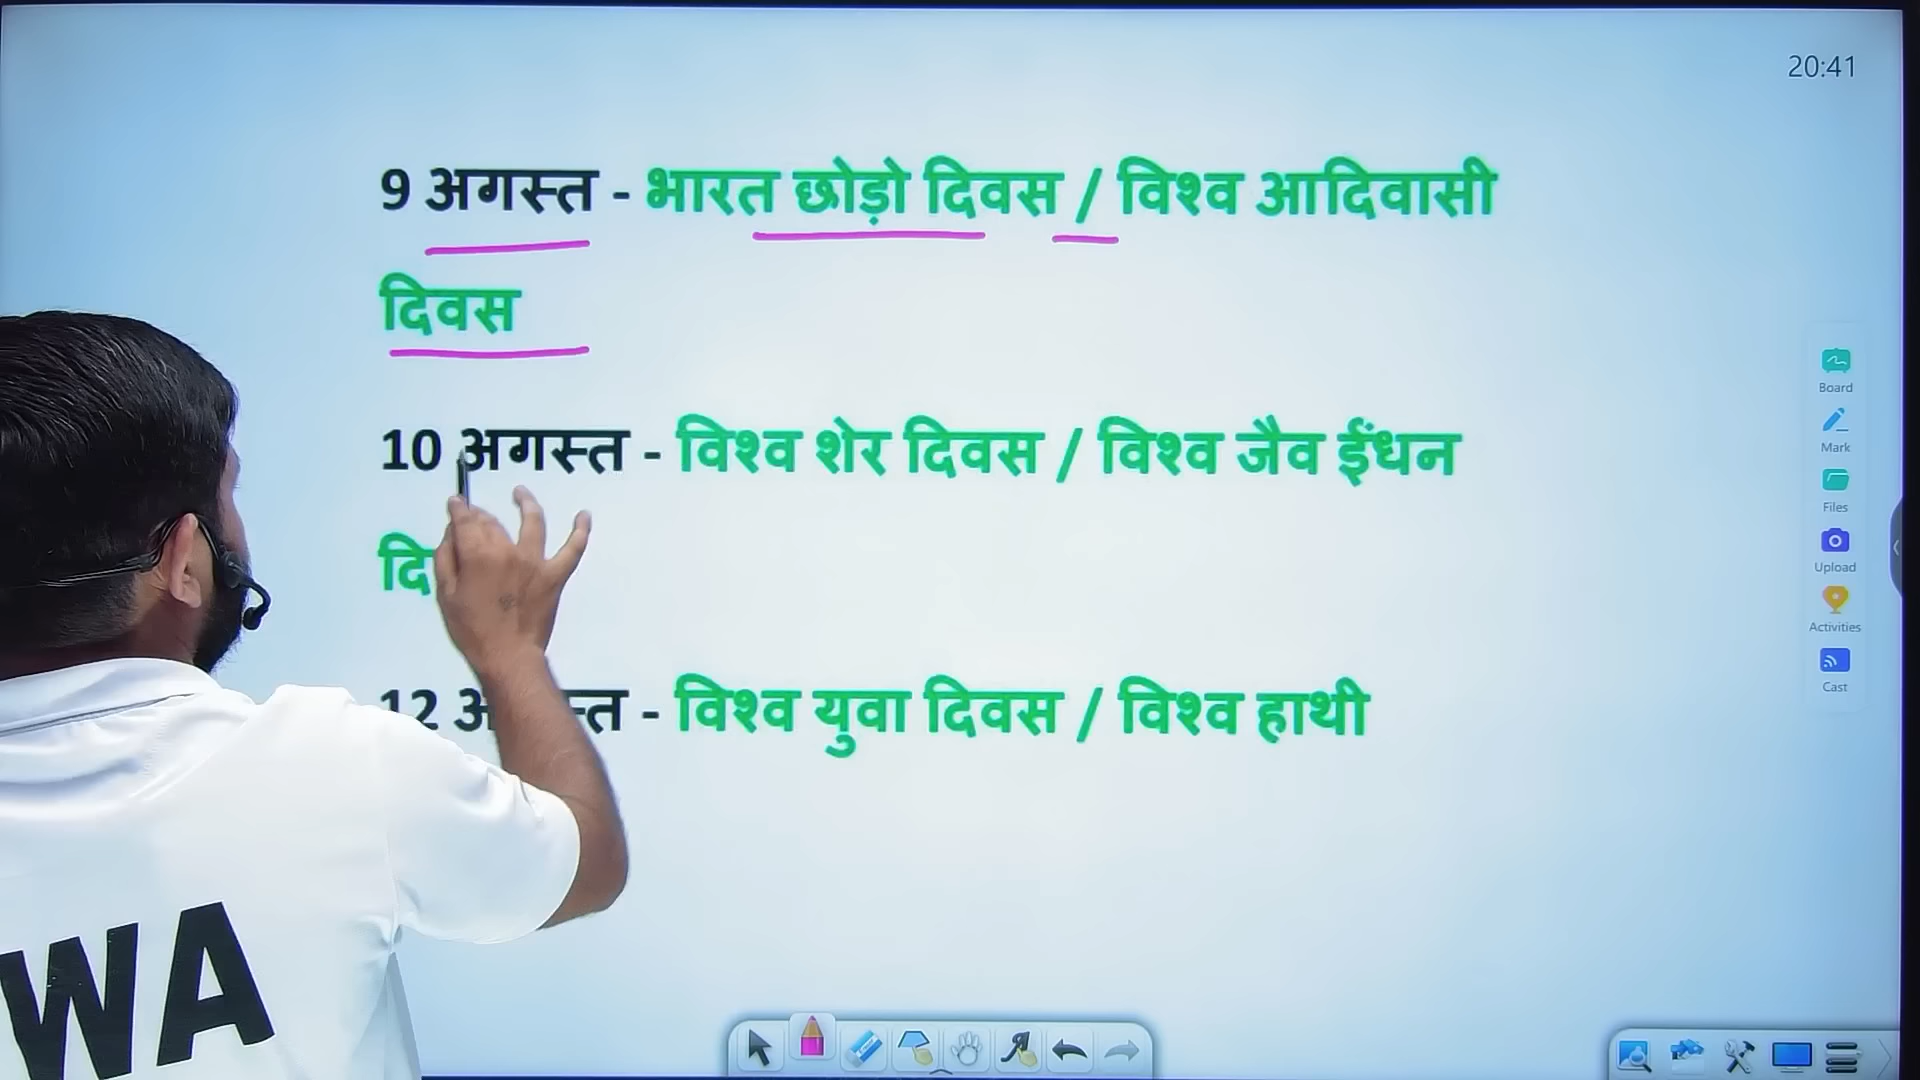 20:41
9 अगस्त - भारत छोड़ो दिवस / विश्व आदिवासी
दिवस
10 अगस्त - विश्व शेर दिवस / विश्व जैव ईंधन
12 - विश्व युवा दिवस / विश्व हाथी
Board
Mark
Files
Upload
Activities
Cast
WA